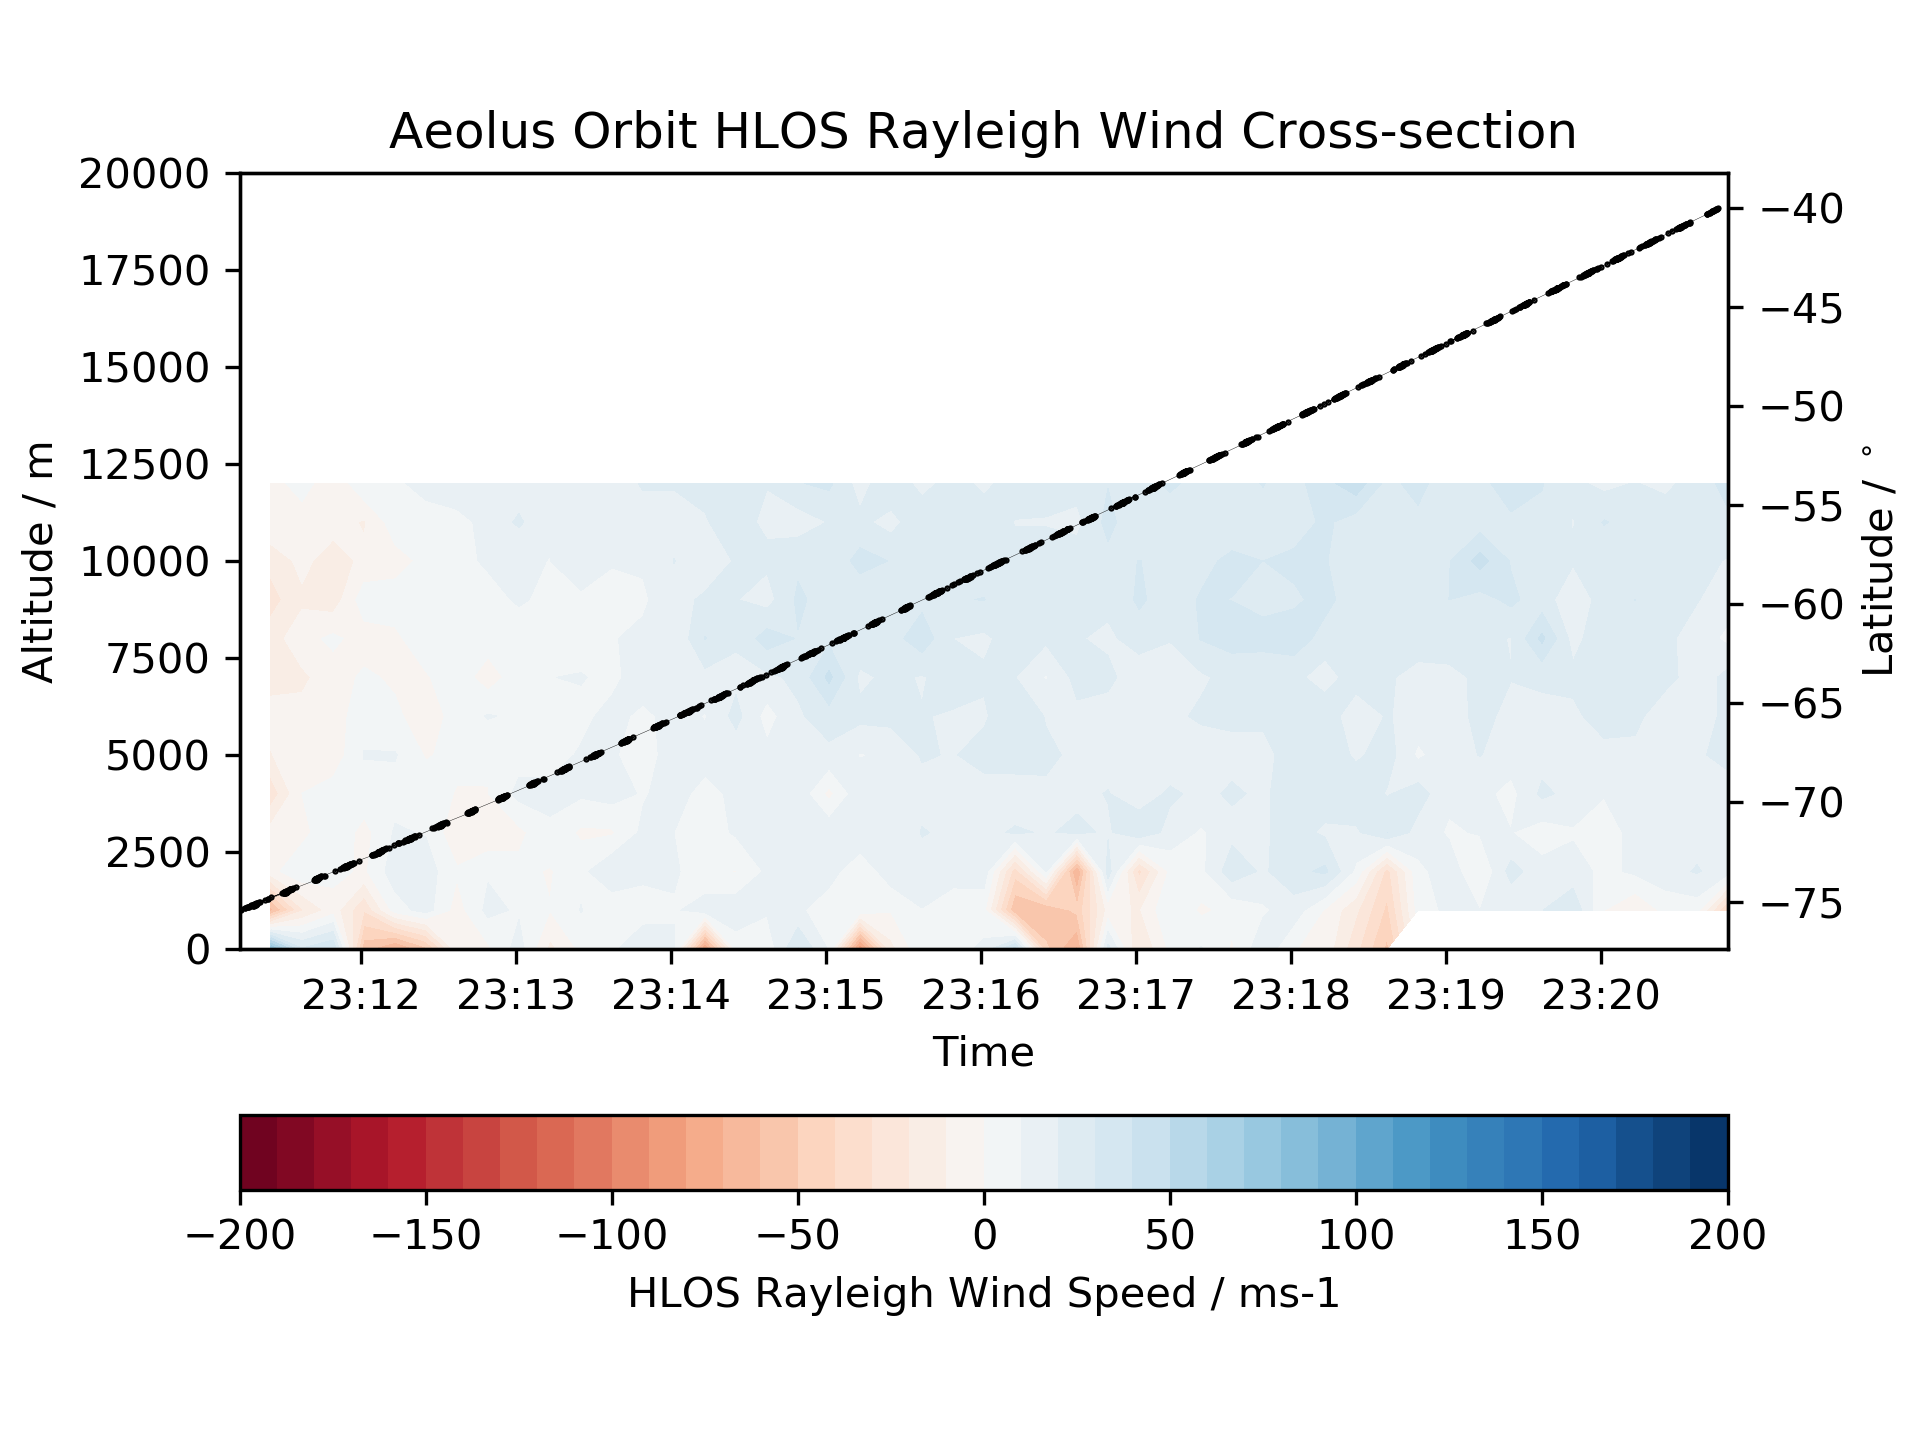 Aeolus Orbit HLOS Rayleigh Wind Cross-section
20000
17500
15000
12500
10000
7500
5000
2500
0
Altitude / m
−40
−45
−50
−55
−60
−65
−70
−75
Latitude / °
23:12 23:13 23:14 23:15 23:16 23:17 23:18 23:19 23:20
Time
−200 −150 −100 −50 0 50 100 150 200
HLOS Rayleigh Wind Speed / ms-1